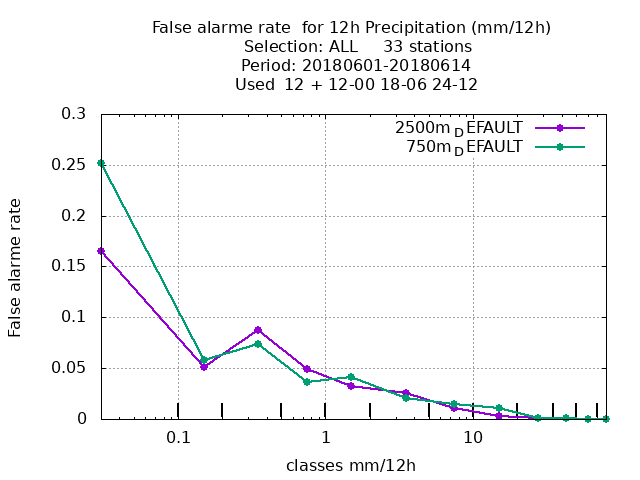 False alarme rate  for 12h Precipitation (mm/12h)
Selection: ALL     33 stations
Period: 20180601-20180614
Used  12 + 12-00 18-06 24-12
2500m_DEFAULT
750m_DEFAULT
0.3
0.25
0.2
0.15
0.1
0.05
0
False alarme rate
0.1 1 10
classes mm/12h